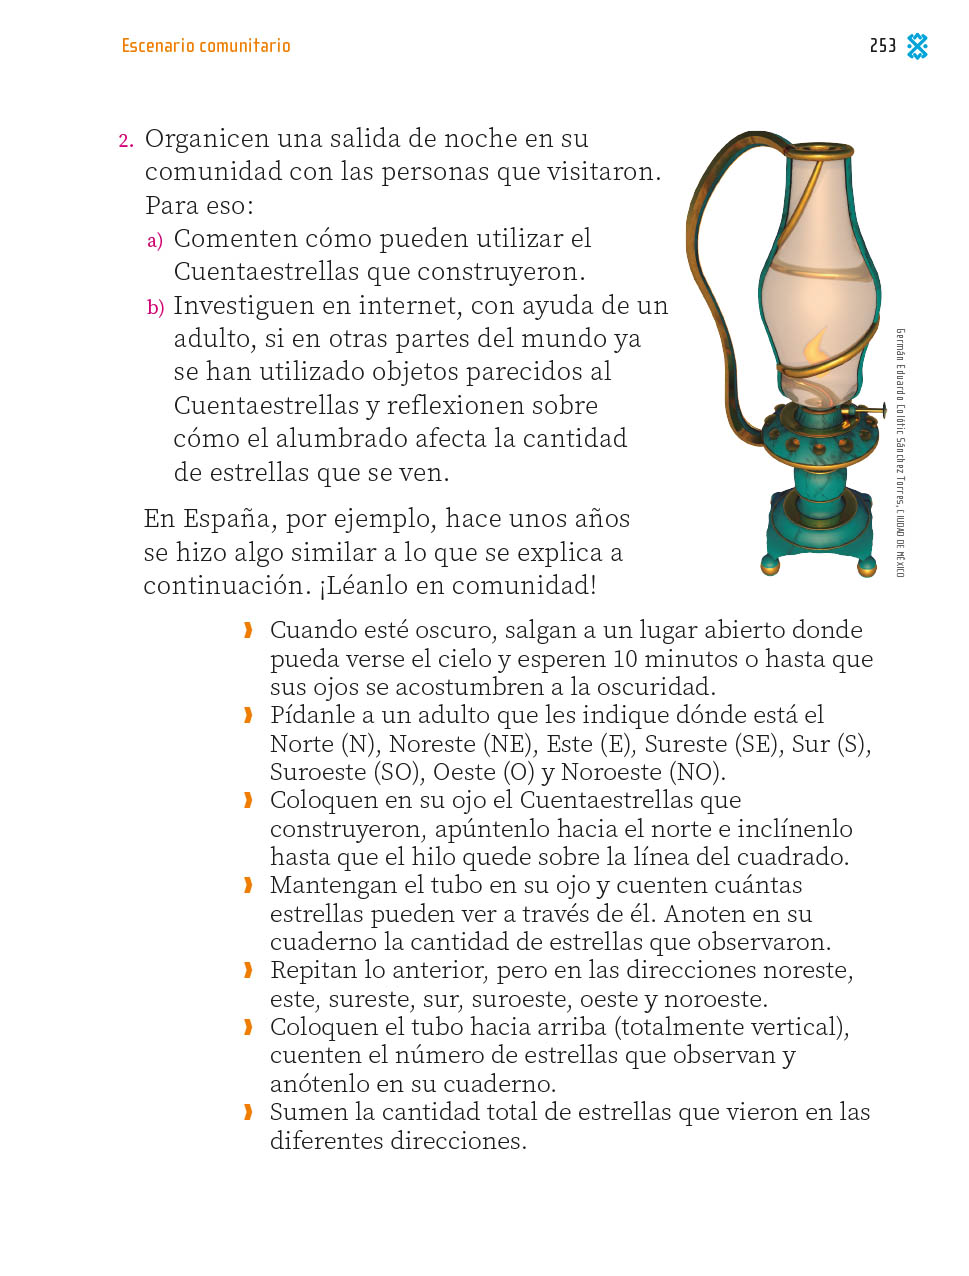 Escenario comunitario
253
2. Organicen una salida de noche en su
comunidad con las personas que visitaron.
Para eso:
a) Comenten cómo pueden utilizar el
Cuentaestrellas que construyeron.
b) Investiguen en internet, con ayuda de un
adulto, si en otras partes del mundo ya
se han utilizado objetos parecidos al
Cuentaestrellas y reflexionen sobre
cómo el alumbrado afecta la cantidad
de estrellas que se ven.
En España, por ejemplo, hace unos años
se hizo algo similar a lo que se explica a
continuación. ¡Léanlo en comunidad!
Cuando esté oscuro, salgan a un lugar abierto donde
pueda verse el cielo y esperen 10 minutos o hasta que
sus ojos se acostumbren a la oscuridad.
Pídanle a un adulto que les indique dónde está el
Norte (N), Noreste (NE), Este (E), Sureste (SE), Sur (S),
Suroeste (SO), Oeste (O) y Noroeste (NO).
Coloquen en su ojo el Cuentaestrellas que
construyeron, apúntenlo hacia el norte e inclínenlo
hasta que el hilo quede sobre la línea del cuadrado.
Mantengan el tubo en su ojo y cuenten cuántas
estrellas pueden ver a través de él. Anoten en su
cuaderno la cantidad de estrellas que observaron.
Repitan lo anterior, pero en las direcciones noreste,
este, sureste, sur, suroeste, oeste y noroeste.
Coloquen el tubo hacia arriba (totalmente vertical),
cuenten el número de estrellas que observan y
anótenlo en su cuaderno.
Sumen la cantidad total de estrellas que vieron en las
diferentes direcciones.
Germán Eduardo Colótic Sánchez Torres, CIUDAD DE MÉXICO